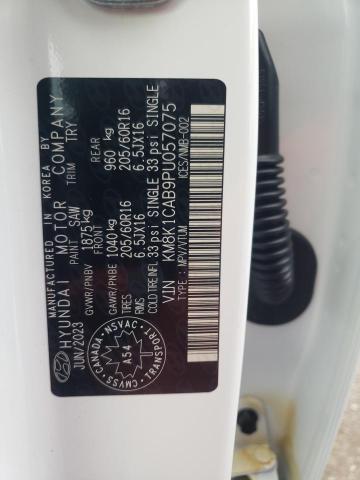 MANUFACTURED IN KOREA BY
HYUNDAI MOTOR COMPANY
JUN/2023 PAINT SAW TRIM TRY
GVWR/PNBV 1875 kg
FRONT REAR
GAWR/PNBE 1040 kg 960 kg
TIRES 205/60R16 205/60R16
RIMS 6.5JX16 6.5JX16
COLD TIRE INFL 33 psi SINGLE 33 psi SINGLE
VIN : KM8K1CAB9PU057075
TYPE : MPV/VTUM ICES/NMB-002
CANADA
NSVAC
A54
CMVSS
TRANSPORT